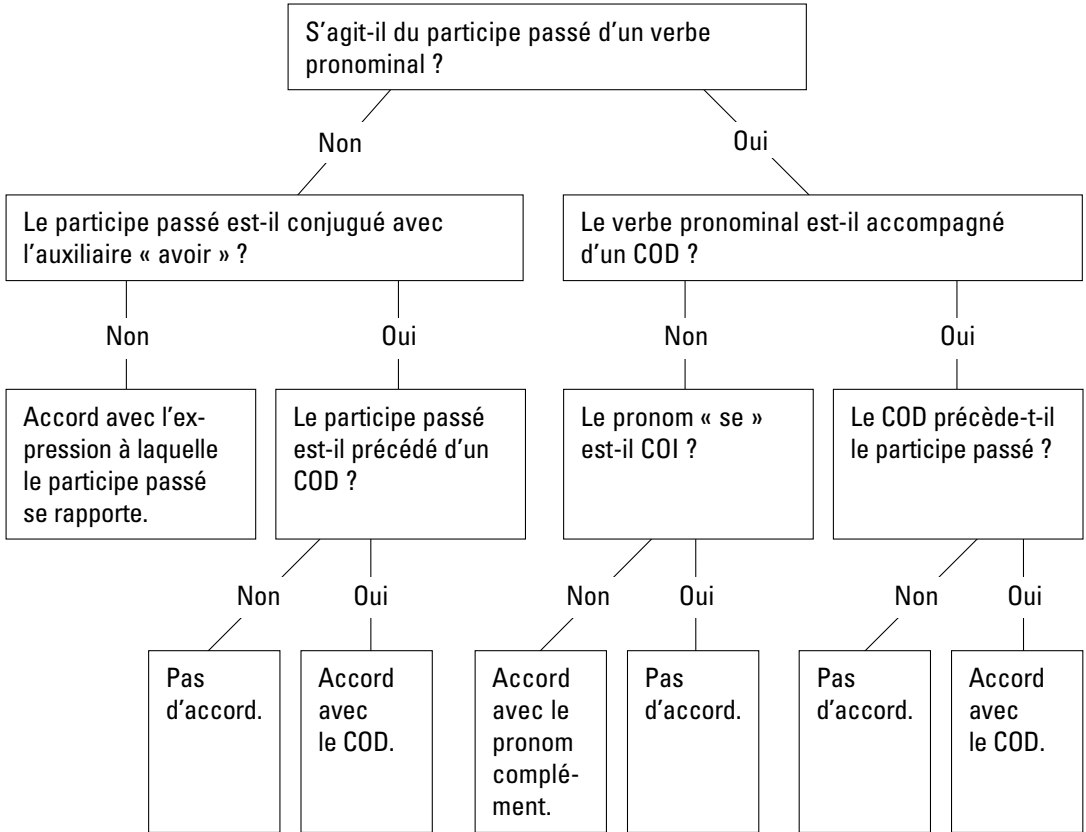 S’agit-il du participe passé d’un verbe
pronominal ?
Non
Oui
Le participe passé est-il conjugué avec
l’auxiliaire « avoir » ?
Le verbe pronominal est-il accompagné
d’un COD ?
Non
Oui
Non
Oui
Accord avec l’ex-
pression à laquelle
le participe passé
se rapporte.
Le participe passé
est-il précédé d’un
COD ?
Le pronom « se »
est-il COI ?
Le COD précède-t-il
le participe passé ?
Non
Oui
Non
Oui
Non
Oui
Pas
d’accord.
Accord
avec
le COD.
Accord
avec le
pronom
complé-
ment.
Pas
d’accord.
Pas
d’accord.
Accord
avec
le COD.